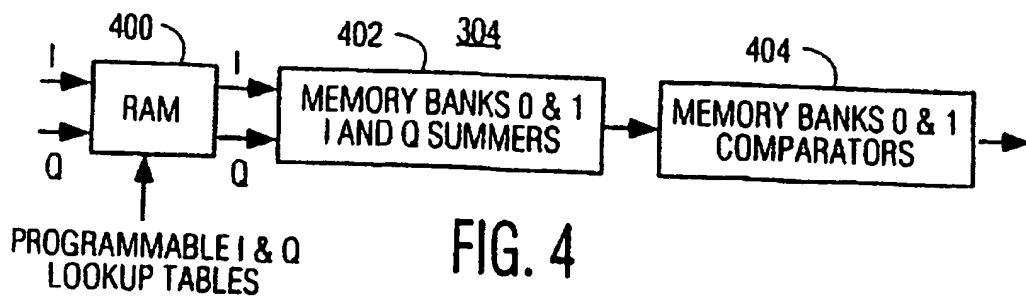 400
402
304
404
I
I
RAM
MEMORY BANKS 0 & 1
I AND Q SUMMERS
MEMORY BANKS 0 & 1
COMPARATORS
Q
Q
PROGRAMMABLE I & Q
LOOKUP TABLES
FIG. 4